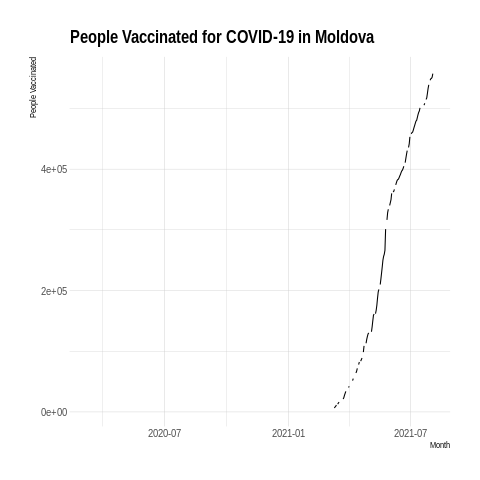 People Vaccinated for COVID-19 in Moldova
People Vaccinated
4e+05
2e+05
0e+00
2020-07
2021-01
2021-07
Month